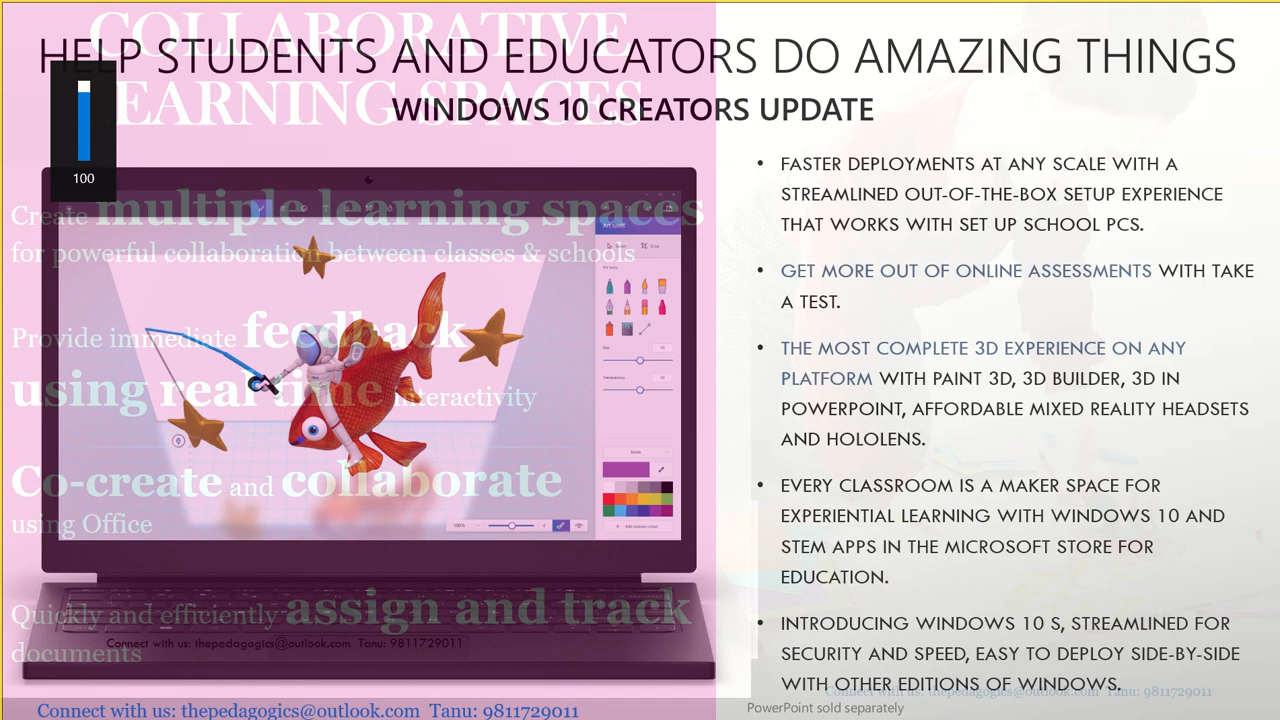 COLLABORATIVE
LEARNING SPACES
HELP STUDENTS AND EDUCATORS DO AMAZING THINGS
WINDOWS 10 CREATORS UPDATE
100
Create multiple learning spaces
for powerful collaboration between classes & schools
Provide immediate feedback
using real time interactivity
Co-create and collaborate
using Office
Quickly and efficiently assign and track
documents
Connect with us: thepedagogics@outlook.com Tanu: 9811729011
Connect with us: thepedagogics@outlook.com Tanu: 9811729011
100%
Add custom colour
• FASTER DEPLOYMENTS AT ANY SCALE WITH A
STREAMLINED OUT-OF-THE-BOX SETUP EXPERIENCE
THAT WORKS WITH SET UP SCHOOL PCS.
• GET MORE OUT OF ONLINE ASSESSMENTS WITH TAKE
A TEST.
• THE MOST COMPLETE 3D EXPERIENCE ON ANY
PLATFORM WITH PAINT 3D, 3D BUILDER, 3D IN
POWERPOINT, AFFORDABLE MIXED REALITY HEADSETS
AND HOLOLENS.
• EVERY CLASSROOM IS A MAKER SPACE FOR
EXPERIENTIAL LEARNING WITH WINDOWS 10 AND
STEM APPS IN THE MICROSOFT STORE FOR
EDUCATION.
• INTRODUCING WINDOWS 10 S, STREAMLINED FOR
SECURITY AND SPEED, EASY TO DEPLOY SIDE-BY-SIDE
WITH OTHER EDITIONS OF WINDOWS.
Connect with us: thepedagogics@outlook.com Tanu: 9811729011
PowerPoint sold separately